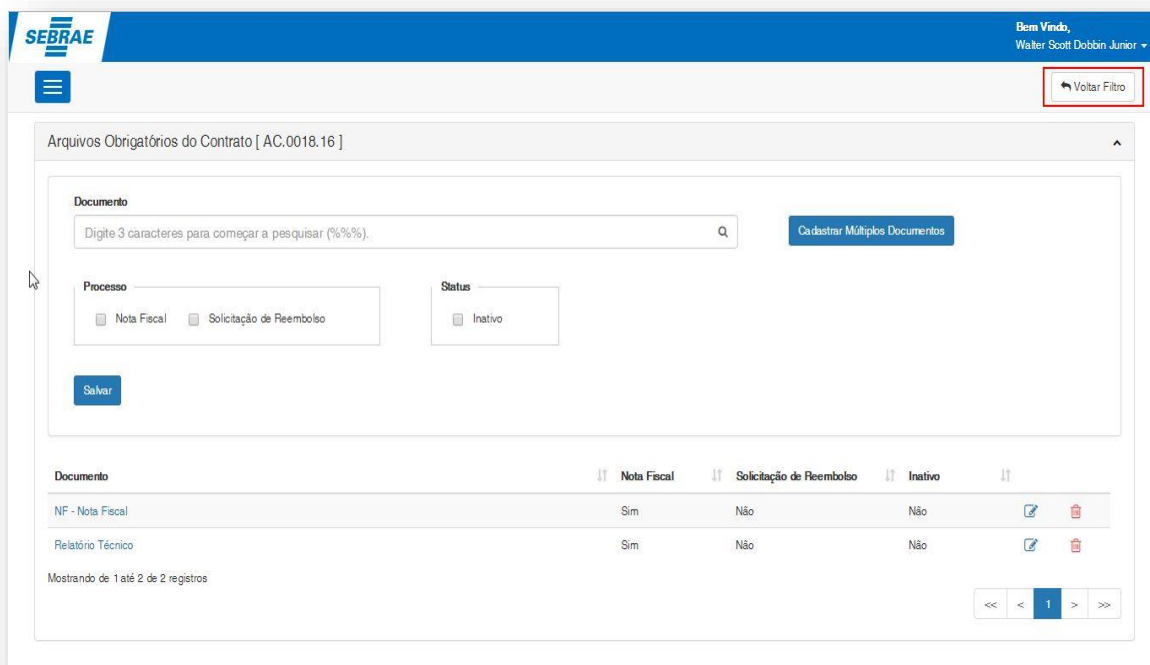 SEBRAE
Bem Vindo,
Walter Scott Dobbin Junior
Voltar Filtro
Arquivos Obrigatórios do Contrato [ AC.0018.16 ]
Documento
Digite 3 caracteres para começar a pesquisar (%%%).
Cadastrar Múltiplos Documentos
Processo
Status
Nota Fiscal Solicitação de Reembolso
Inativo
Salvar
Documento Nota Fiscal Solicitação de Reembolso Inativo
NF - Nota Fiscal Sim Não Não
Relatório Técnico Sim Não Não
Mostrando de 1 até 2 de 2 registros
<< < 1 > >>